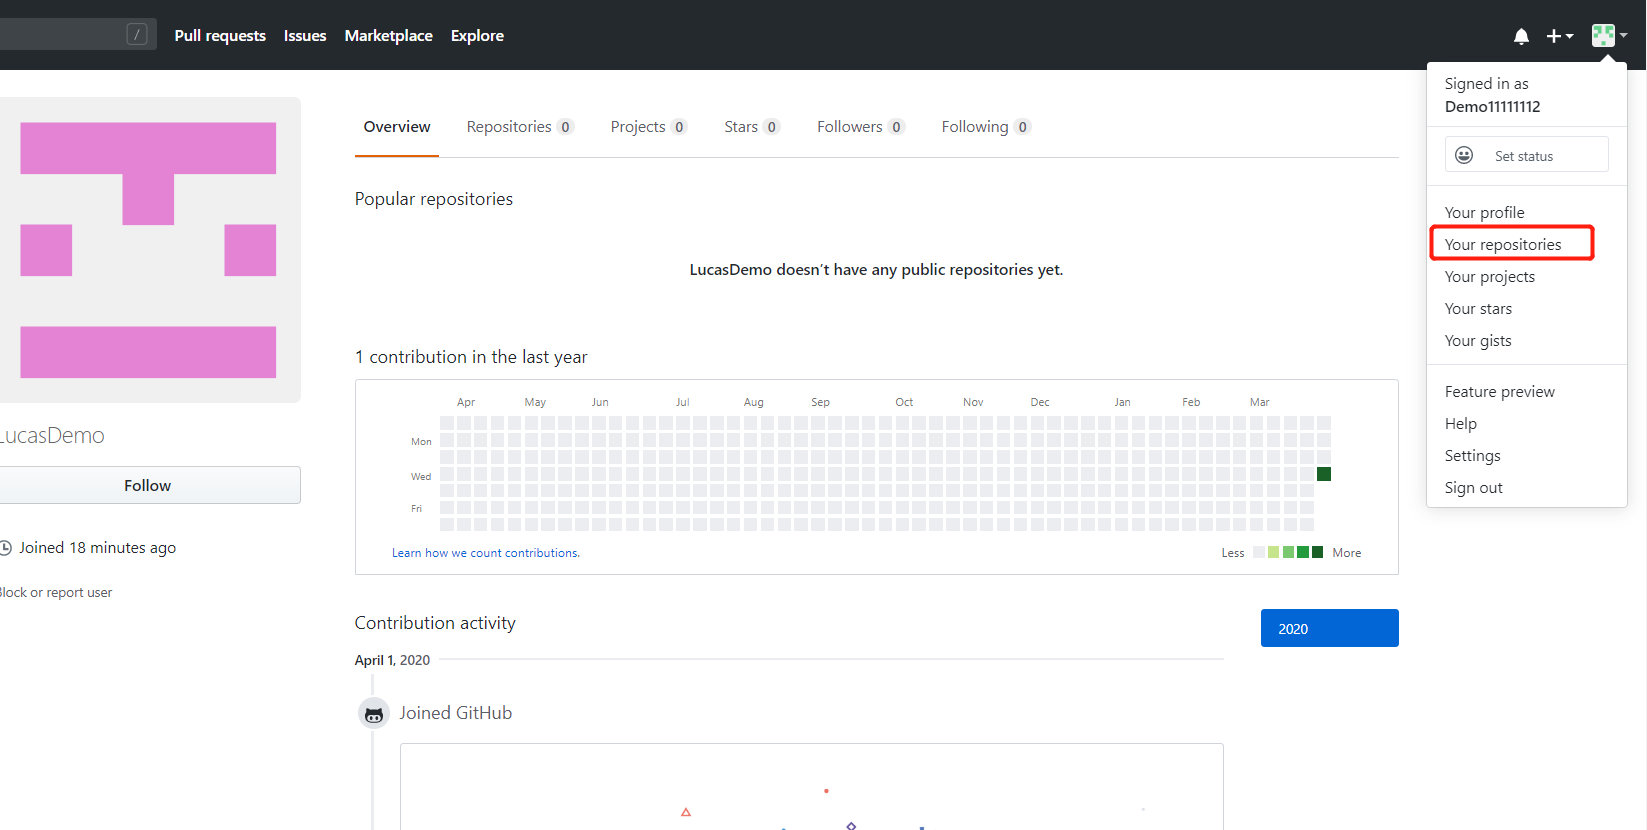 /
Pull requests
Issues
Marketplace
Explore
Signed in as
Demo11111112
Set status
Your profile
Your repositories
Your projects
Your stars
Your gists
Feature preview
Help
Settings
Sign out
Overview
Repositories 0
Projects 0
Stars 0
Followers 0
Following 0
LucasDemo
Follow
Joined 18 minutes ago
Block or report user
Popular repositories
LucasDemo doesn’t have any public repositories yet.
1 contribution in the last year
Apr May Jun Jul Aug Sep Oct Nov Dec Jan Feb Mar
Mon
Wed
Fri
Learn how we count contributions.
Less More
Contribution activity
2020
April 1, 2020
Joined GitHub